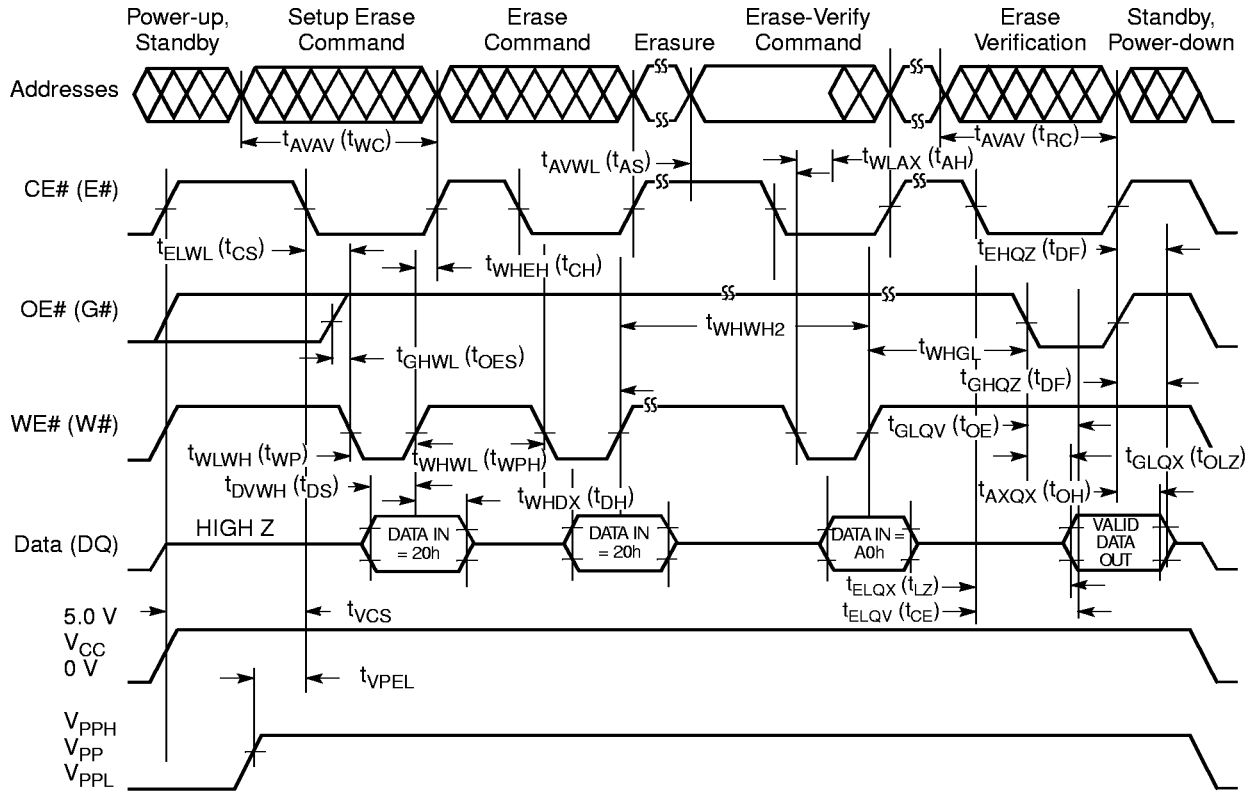 Power-up, Standby
Setup Erase Command
Erase Command
Erasure
Erase-Verify Command
Erase Verification
Standby, Power-down
Addresses
tAVAV (tWC)
tAVAV (tRC)
tAVWL (tAS)
tWLAX (tAH)
CE# (E#)
tELWL (tCS)
tWHEH (tCH)
tEHQZ (tDF)
OE# (G#)
tWHWH2
tGHWL (tOES)
tWHGL
tGHQZ (tDF)
WE# (W#)
tGLQV (tOE)
tWLWH (tWP)
tWHWL (tWPH)
tGLQX (tOLZ)
tDVWH (tDS)
tWHDX (tDH)
tAXQX (tOH)
Data (DQ)
HIGH Z
DATA IN
= 20h
DATA IN
= 20h
DATA IN =
A0h
VALID
DATA
OUT
tELQX (tLZ)
tELQV (tCE)
5.0 V
VCC
0 V
tVCS
tVPEL
VPPH
VPP
VPPL